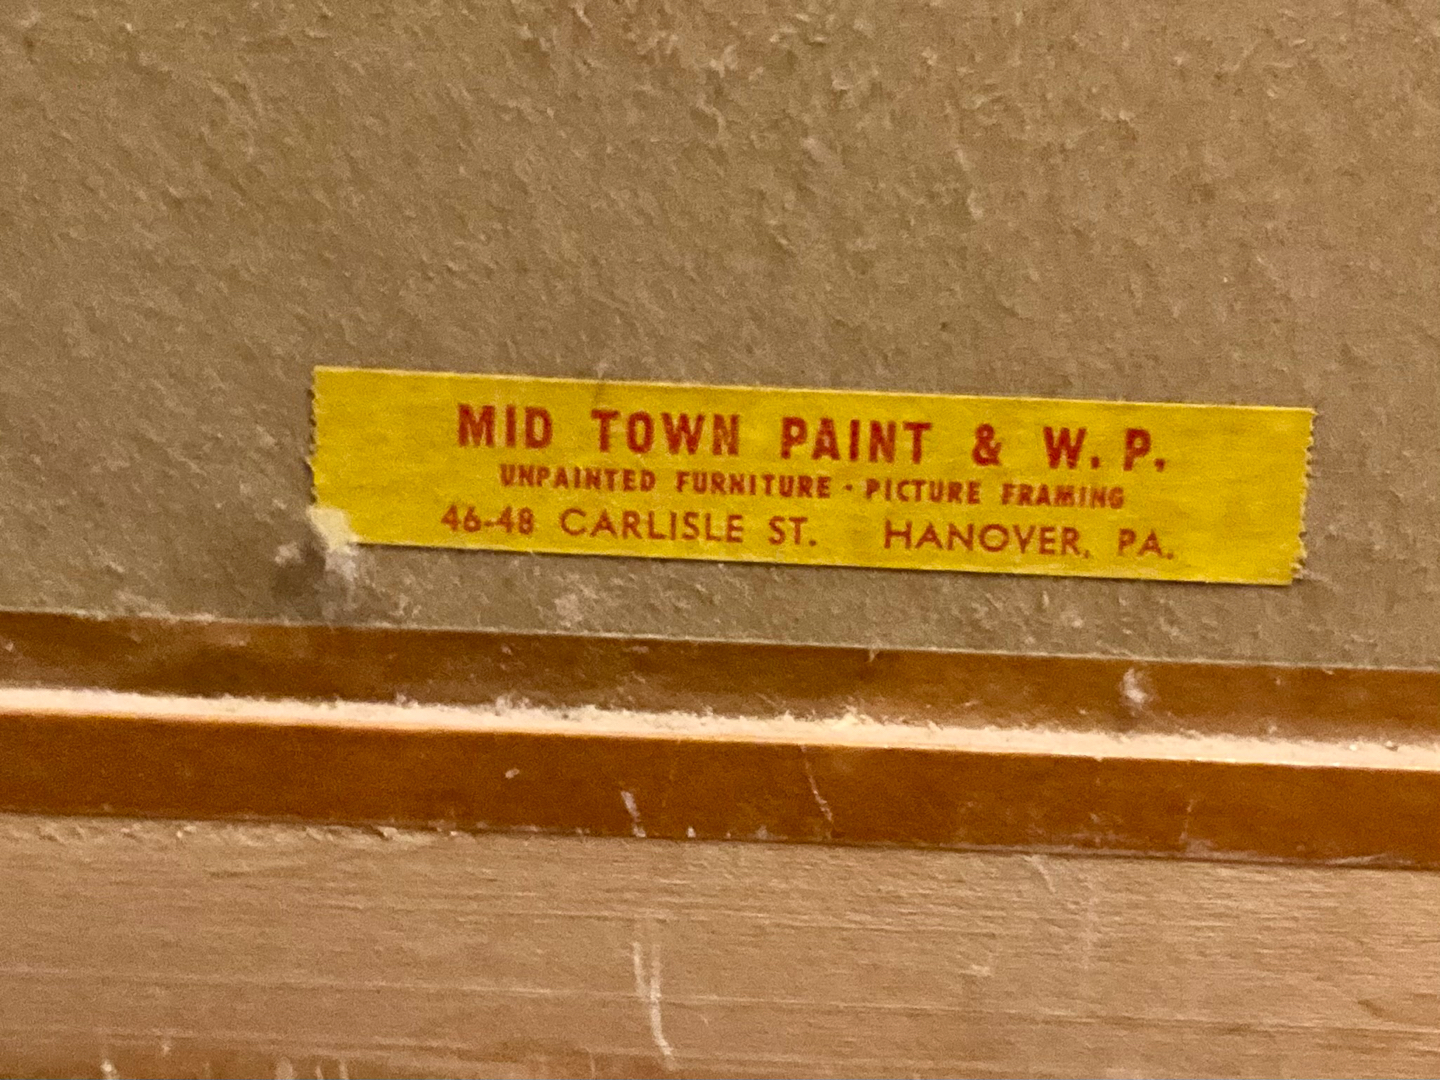 MID TOWN PAINT & W. P.
UNPAINTED FURNITURE · PICTURE FRAMING
46-48 CARLISLE ST. HANOVER, PA.